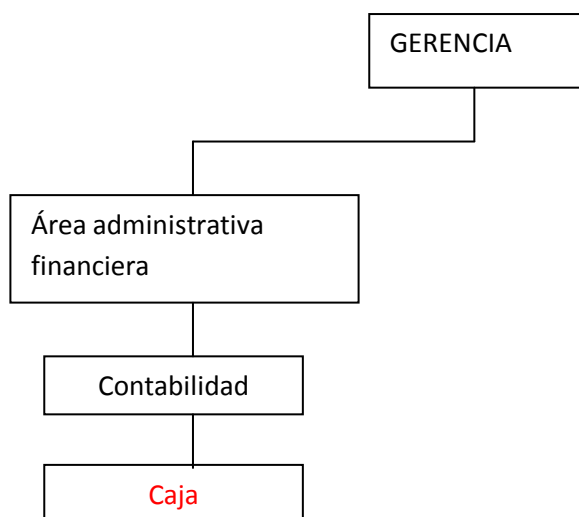 GERENCIA
Área administrativa
financiera
Contabilidad
Caja